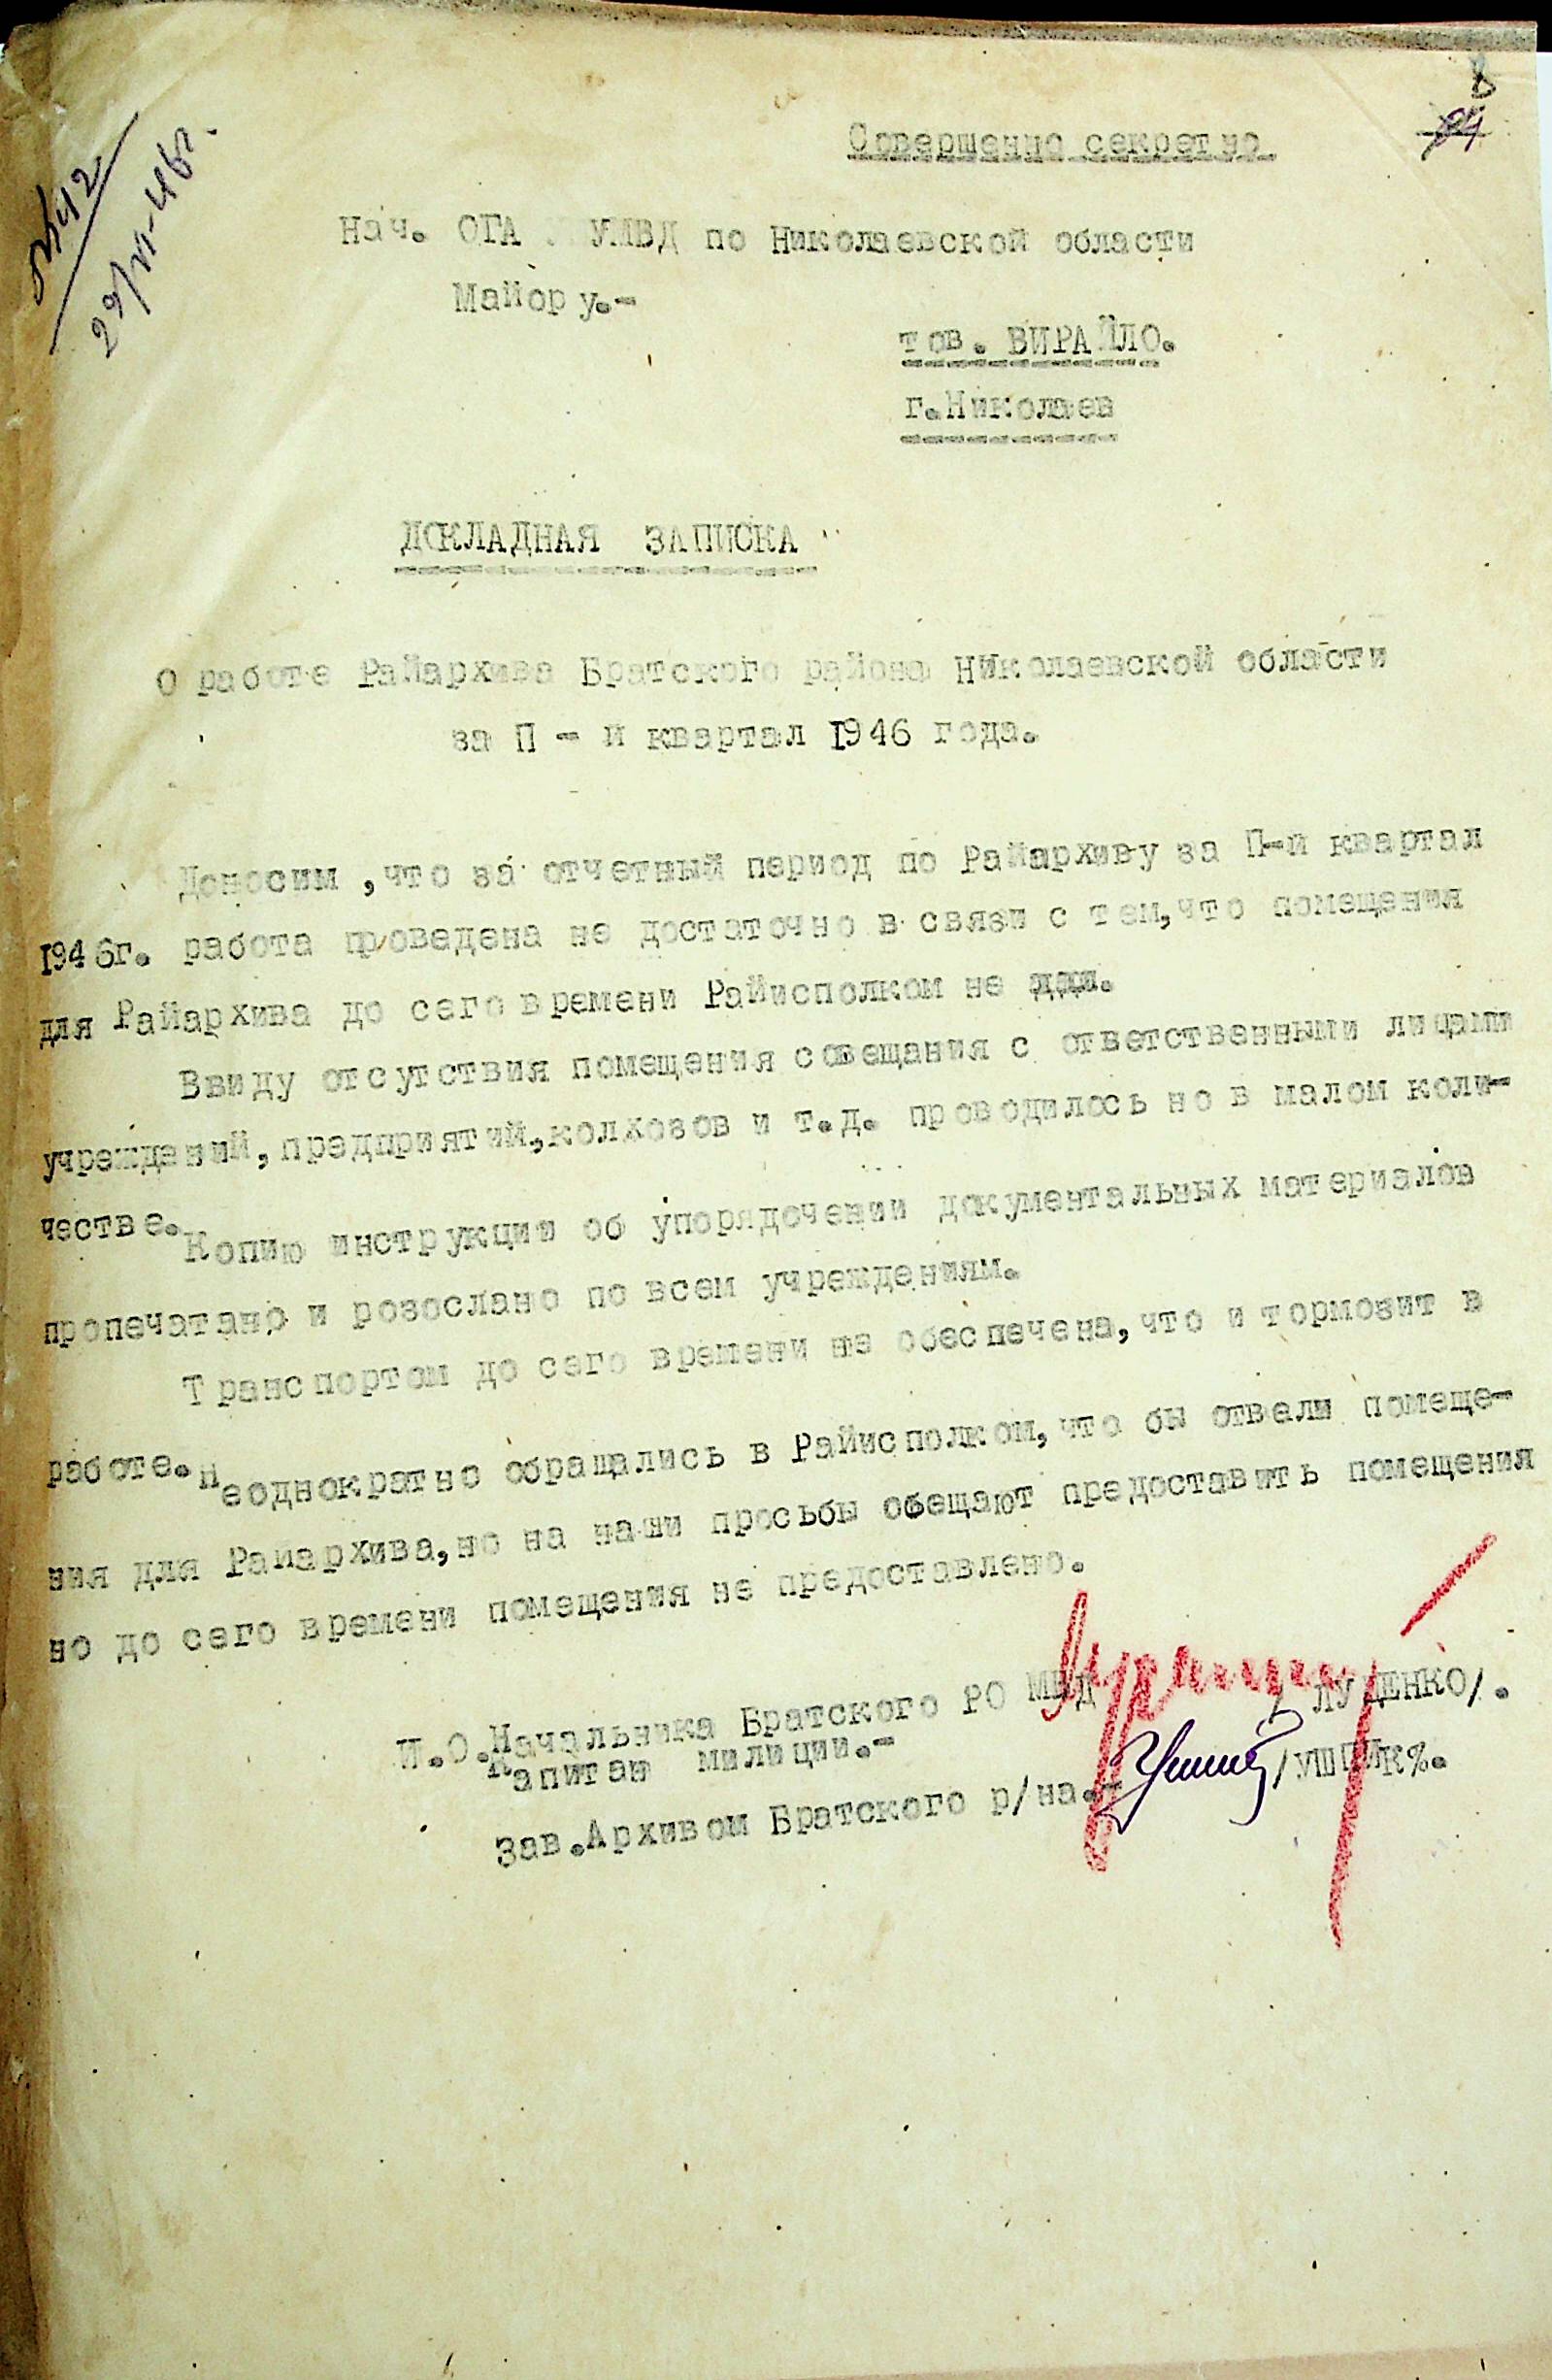 8
Совершенно секретно
29/VI-46г.
Нач. ОГА УМВД по Николаевской области
Майору.-
тов. ВИРАЙЛО.
г.Николаев
ДОКЛАДНАЯ ЗАПИСКА
О работе Райархива Братского района Николаевской области
за П - й квартал 1946 года.
Доносим ,что за отчетный период по Райархиву за П-й квартал
1946г. работа проведена не достаточно в связи с тем,что помещения
для Райархива до сего времени Райисполком не дал.
Ввиду отсутствия помещения совещания с ответственными лицами
учреждений,предприятий,колхозов и т.д. проводилось но в малом коли-
честве.
Копию инструкции об упорядочении документальных материалов
пропечатано и розослано по всем учреждениям.
Транспортом до сего времени не обеспечена,что и тормозит в
работе.
Неоднократно обращались в Райисполком,что бы отвели помеще-
ния для Райархива,но на наши просьбы обещают предоставить помещения
но до сего времени помещения не предоставлено.
И.О.Начальника Братского РО МВД / ЛУЦЕНКО/.
Капитан милиции.-
Зав.Архивом Братского р/на.- /УШПИК%.